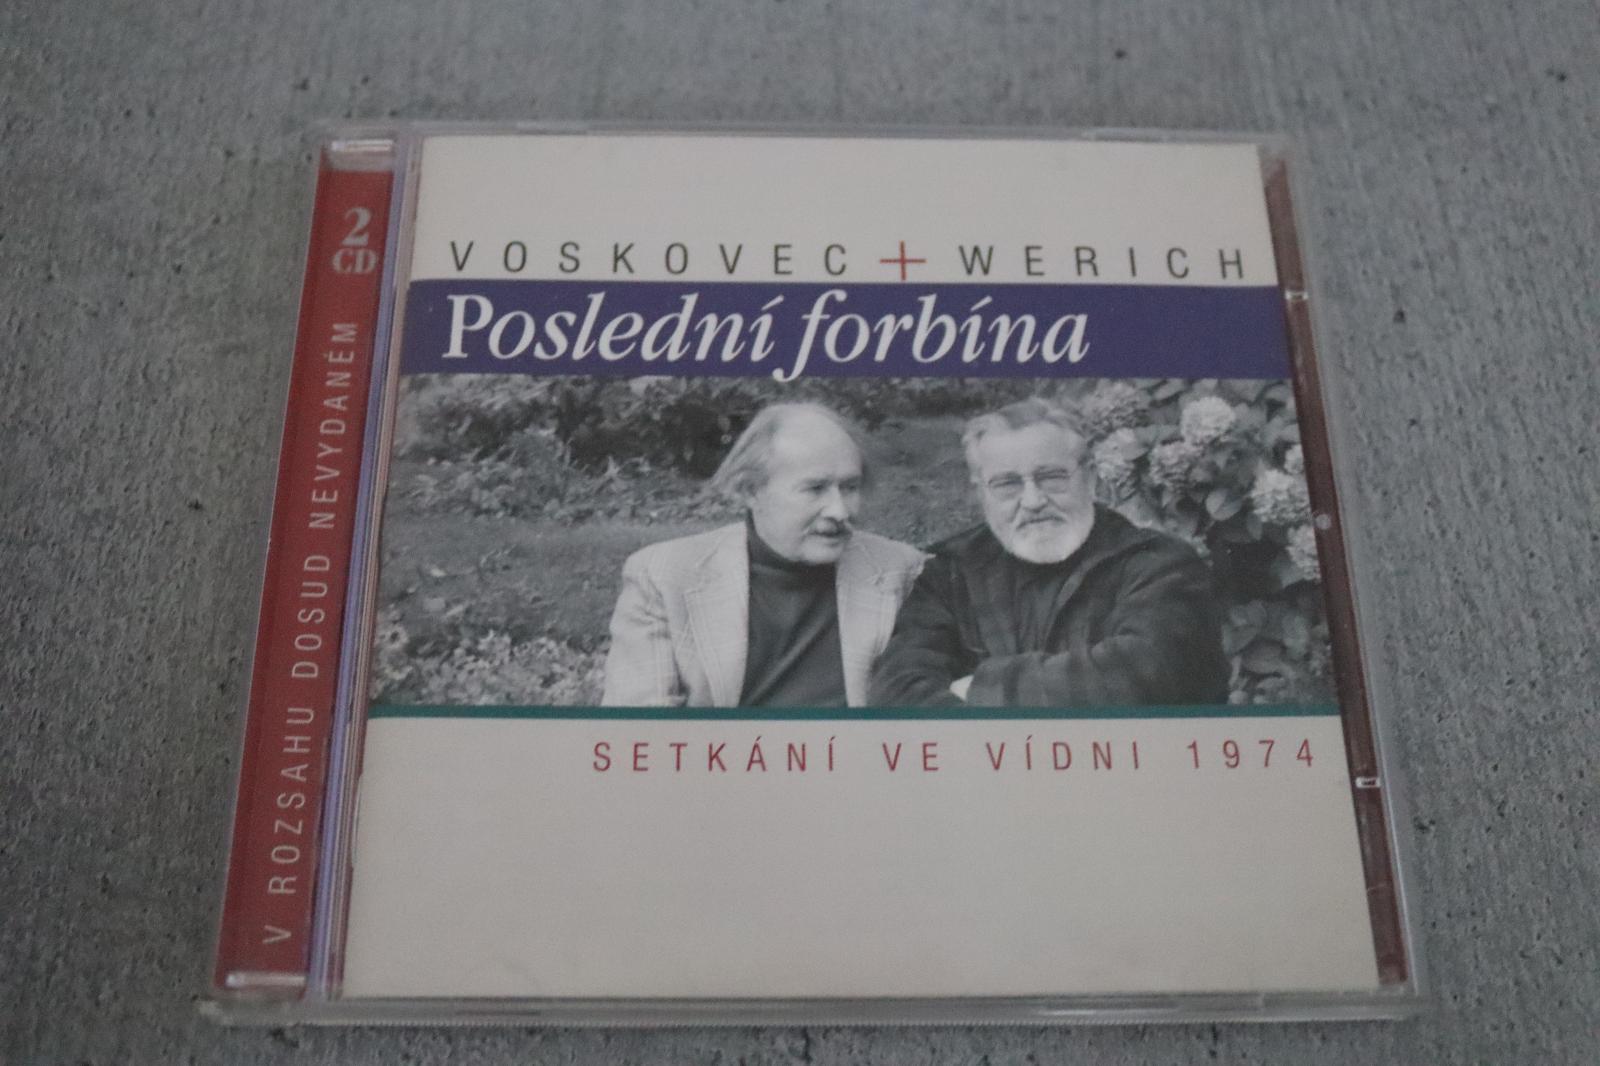 2
CD
V ROZSAHU DOSUD NEVYDANÉM
VOSKOVEC + WERICH
Poslední forbína
SETKÁNÍ VE VÍDNI 1974